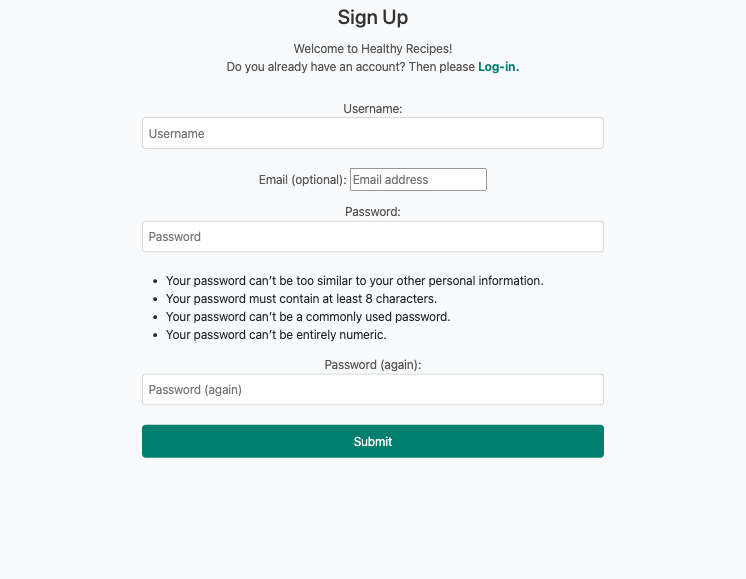 Sign Up
Welcome to Healthy Recipes!
Do you already have an account? Then please Log-in.
Username:
Username
Email (optional): Email address
Password:
Password
• Your password can't be too similar to your other personal information.
• Your password must contain at least 8 characters.
• Your password can't be a commonly used password.
• Your password can't be entirely numeric.
Password (again):
Password (again)
Submit